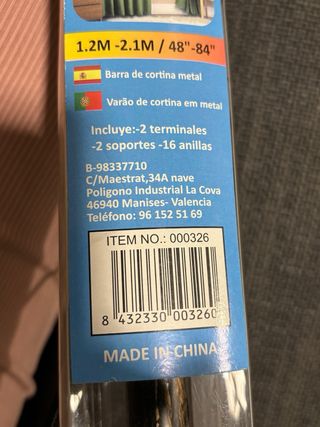 1.2M -2.1M / 48"-84"
Barra de cortina metal
Varão de cortina em metal
Incluye:-2 terminales
-2 soportes -16 anillas
B-98337710
C/Maestrat,34A nave
Poligono Industrial La Cova
46940 Manises- Valencia
Teléfono: 96 152 51 69
ITEM NO.: 000326
8 432330 003260
MADE IN CHINA